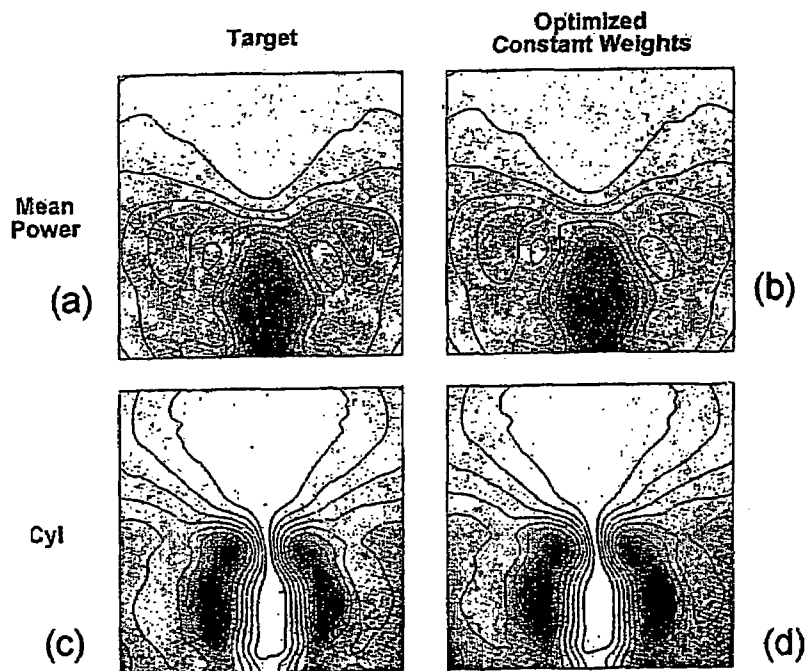 Target
Optimized
Constant Weights
Mean
Power
(a)
(b)
Cyl
(c)
(d)